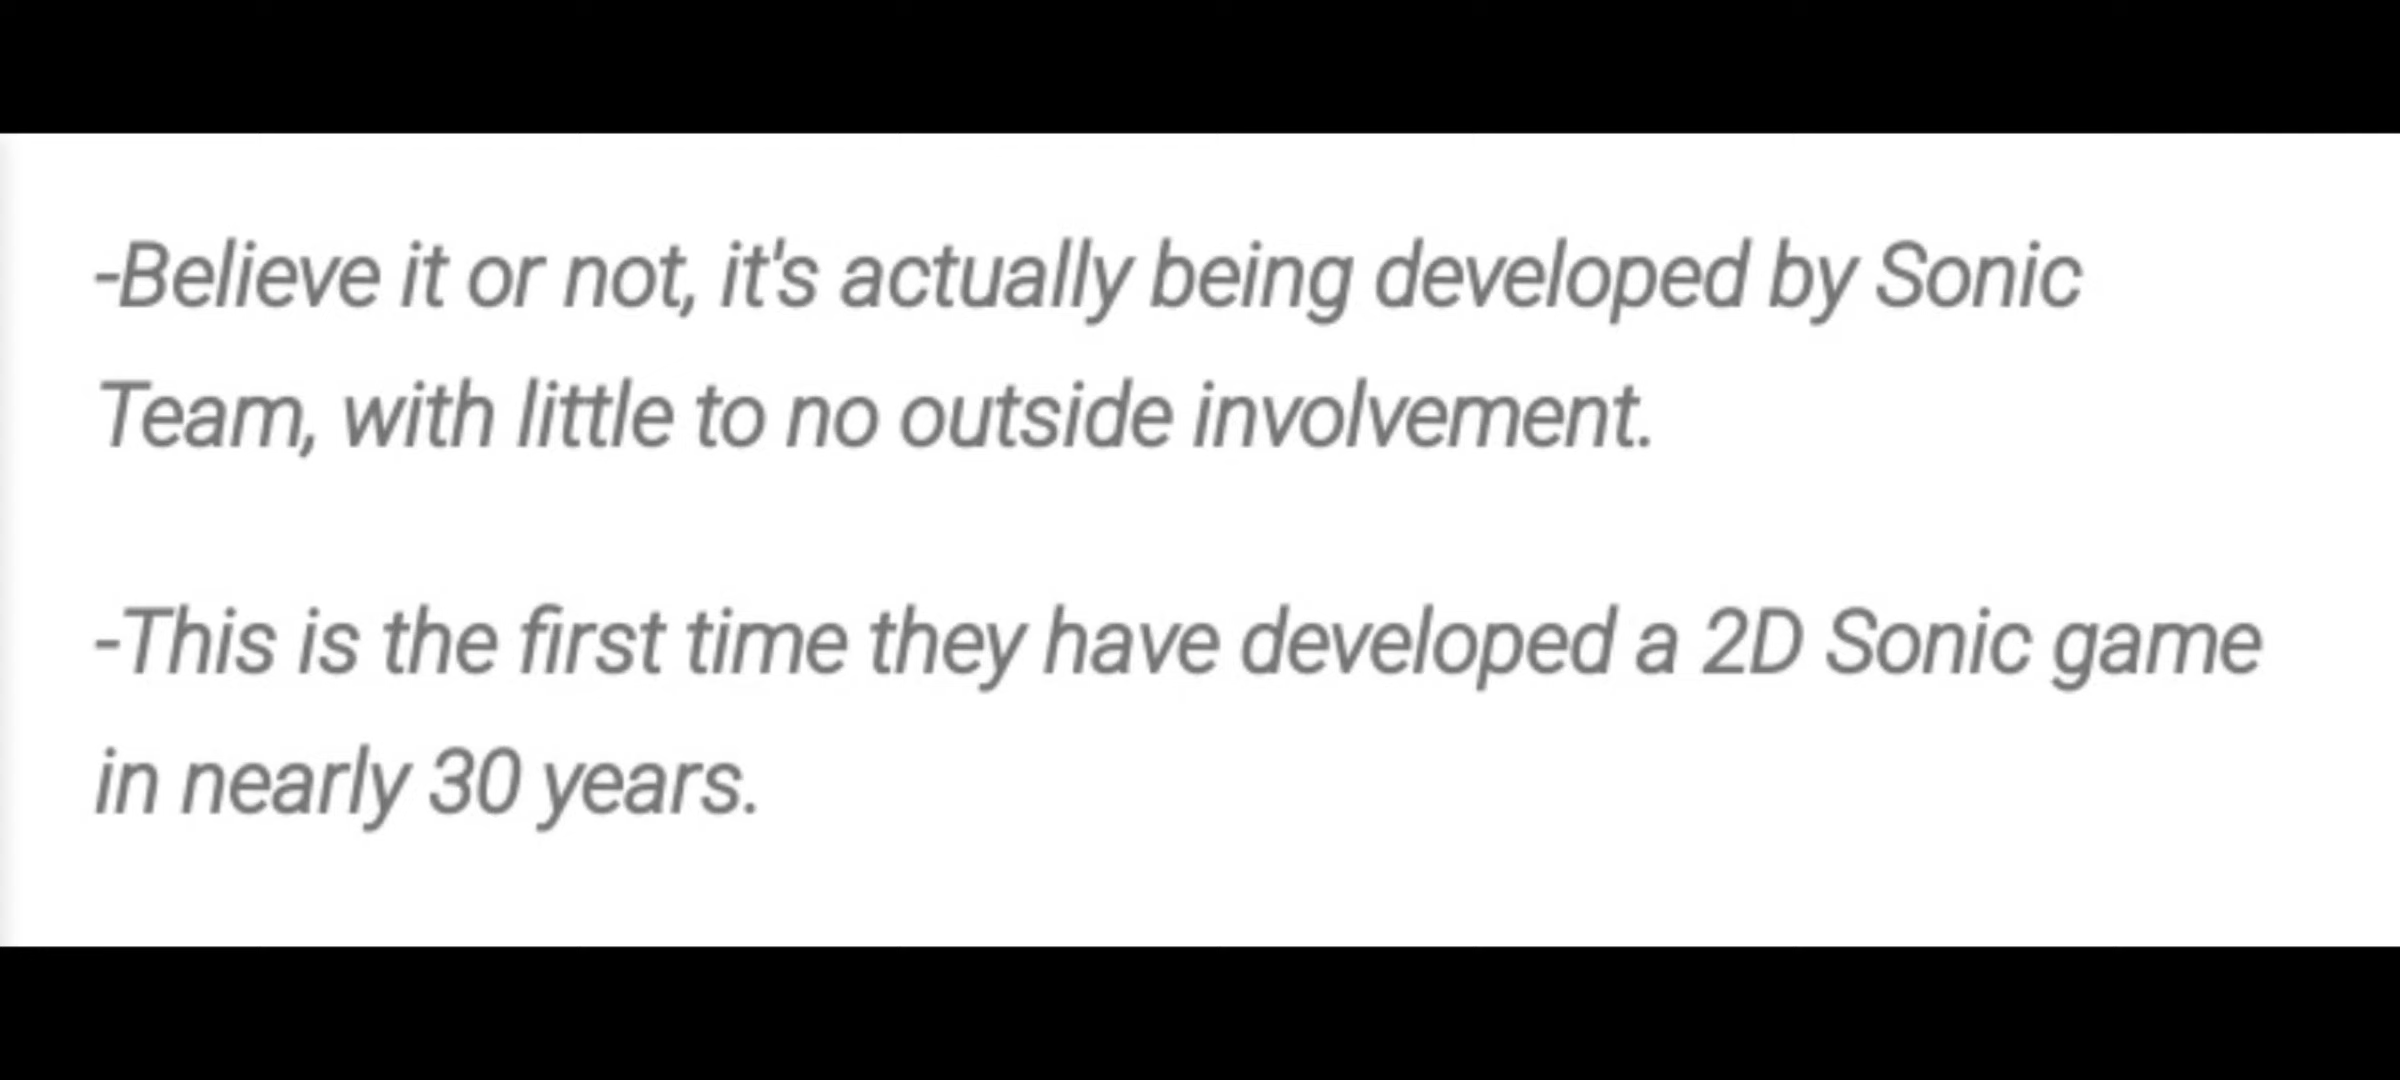 -Believe it or not, it's actually being developed by Sonic
Team, with little to no outside involvement.
-This is the first time they have developed a 2D Sonic game
in nearly 30 years.